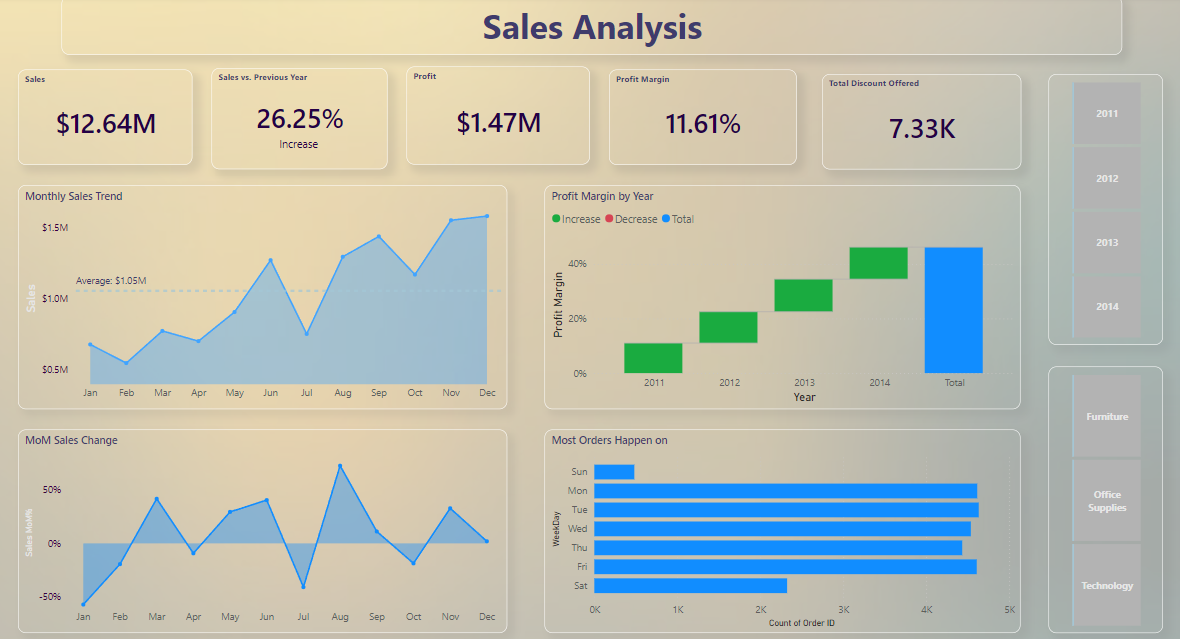 Sales Analysis
Sales
$12.64M
Sales vs. Previous Year
26.25%
Increase
Profit
$1.47M
Profit Margin
11.61%
Total Discount Offered
7.33K
2011
2012
2013
2014
Monthly Sales Trend
$1.5M
$1.0M
$0.5M
Sales
Average: $1.05M
Jan Feb Mar Apr May Jun Jul Aug Sep Oct Nov Dec
Profit Margin by Year
Increase Decrease Total
40%
20%
0%
Profit Margin
2011 2012 2013 2014 Total
Year
MoM Sales Change
50%
0%
-50%
Sales MoM%
Jan Feb Mar Apr May Jun Jul Aug Sep Oct Nov Dec
Most Orders Happen on
WeekDay
Sun
Mon
Tue
Wed
Thu
Fri
Sat
0K 1K 2K 3K 4K 5K
Count of Order ID
Furniture
Office
Supplies
Technology